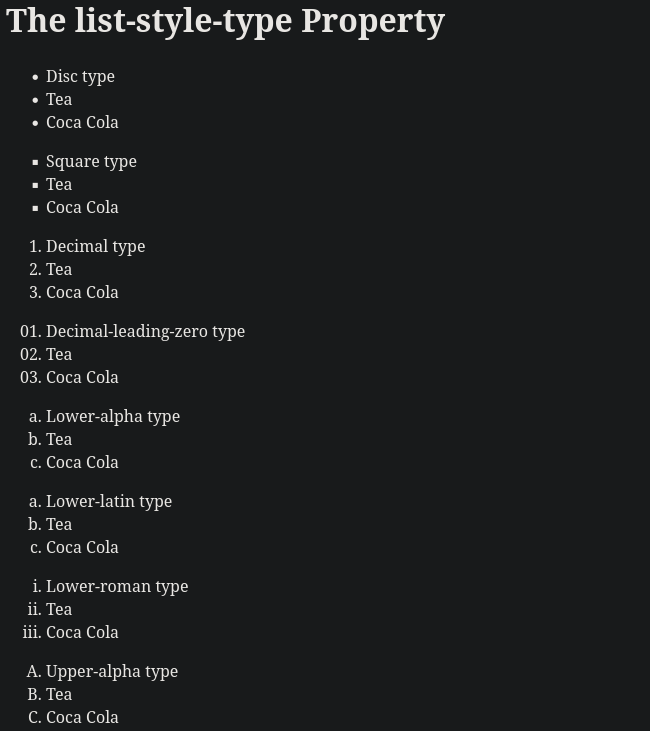 The list-style-type Property
• Disc type
• Tea
• Coca Cola
▪ Square type
▪ Tea
▪ Coca Cola
1. Decimal type
2. Tea
3. Coca Cola
01. Decimal-leading-zero type
02. Tea
03. Coca Cola
a. Lower-alpha type
b. Tea
c. Coca Cola
a. Lower-latin type
b. Tea
c. Coca Cola
i. Lower-roman type
ii. Tea
iii. Coca Cola
A. Upper-alpha type
B. Tea
C. Coca Cola